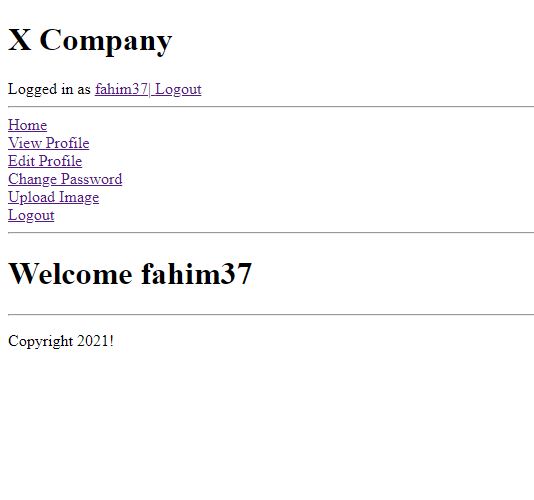 X Company
Logged in as fahim37| Logout
Home
View Profile
Edit Profile
Change Password
Upload Image
Logout
Welcome fahim37
Copyright 2021!